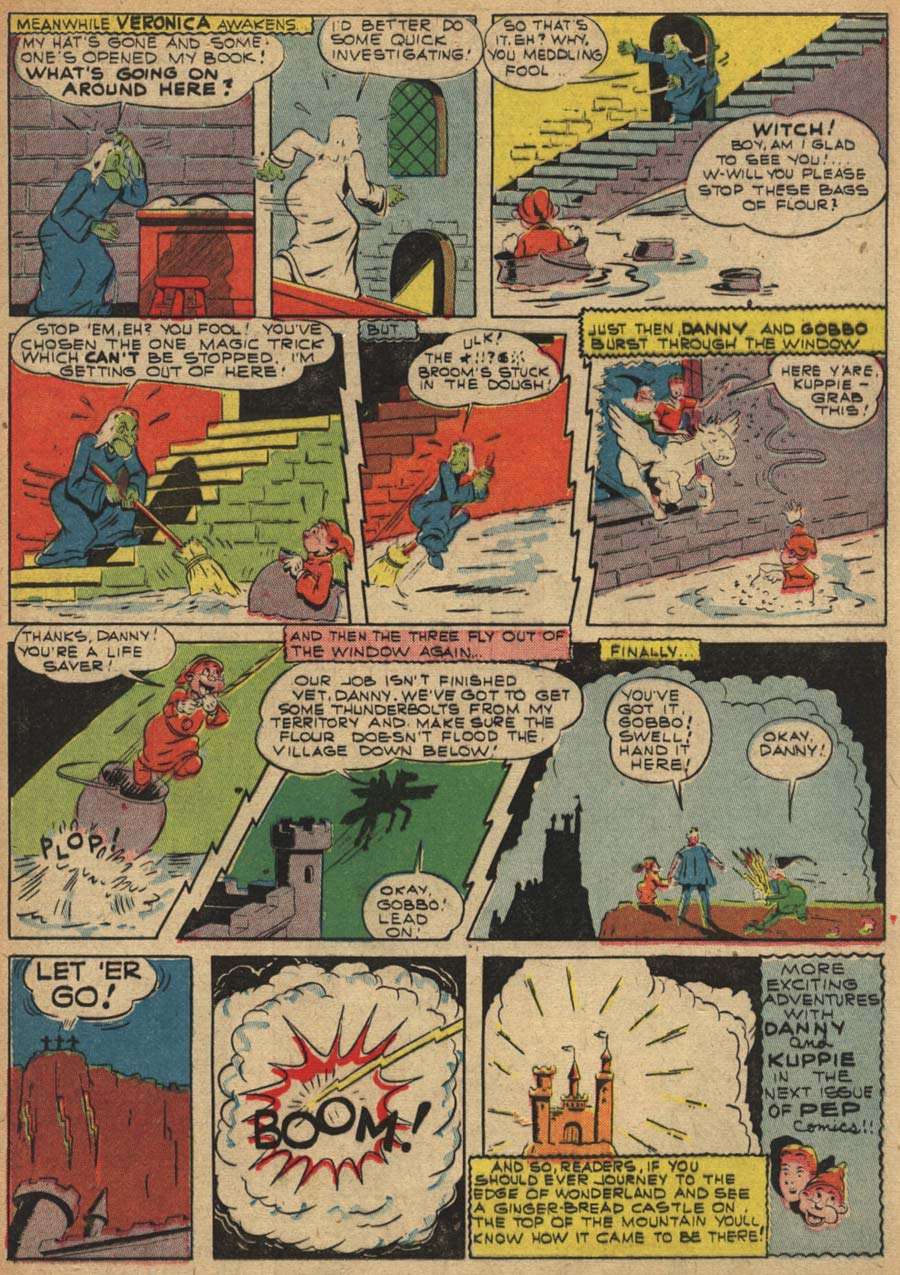 MEANWHILE VERONICA AWAKENS.
MY HAT'S GONE AND SOME-
ONE'S OPENED MY BOOK!
WHAT'S GOING ON
AROUND HERE?
I'D BETTER DO
SOME QUICK
INVESTIGATING!
SO THAT'S
IT, EH? WHY,
YOU MEDDLING
FOOL..
WITCH!
BOY, AM I GLAD
TO SEE YOU!...
W-WILL YOU PLEASE
STOP THESE BAGS
OF FLOUR?
STOP 'EM, EH? YOU FOOL! YOU'VE
CHOSEN THE ONE MAGIC TRICK
WHICH CAN'T BE STOPPED. I'M
GETTING OUT OF HERE!
BUT
ULK!
THE *!!?@*
BROOM'S STUCK
IN THE DOUGH!
JUST THEN, DANNY AND GOBBO
BURST THROUGH THE WINDOW
HERE Y'ARE,
KUPPIE—
GRAB
THIS!
THANKS, DANNY!
YOU'RE A LIFE
SAVER!
PLOP!
AND THEN THE THREE FLY OUT OF
THE WINDOW AGAIN...
OUR JOB ISN'T FINISHED
YET, DANNY. WE'VE GOT TO GET
SOME THUNDERBOLTS FROM MY
TERRITORY AND MAKE SURE THE
FLOUR DOESN'T FLOOD THE
VILLAGE DOWN BELOW!
OKAY,
GOBBO!
LEAD
ON!
FINALLY...
YOU'VE
GOT IT,
GOBBO!
SWELL!
HAND IT
HERE!
OKAY,
DANNY!
LET 'ER
GO!
BOOM!
AND SO, READERS, IF YOU
SHOULD EVER JOURNEY TO THE
EDGE OF WONDERLAND AND SEE
A GINGER-BREAD CASTLE ON
THE TOP OF THE MOUNTAIN YOU'LL
KNOW HOW IT CAME TO BE THERE!
MORE
EXCITING
ADVENTURES
WITH
DANNY
and
KUPPIE
IN THE
NEXT ISSUE
OF PEP
Comics!!